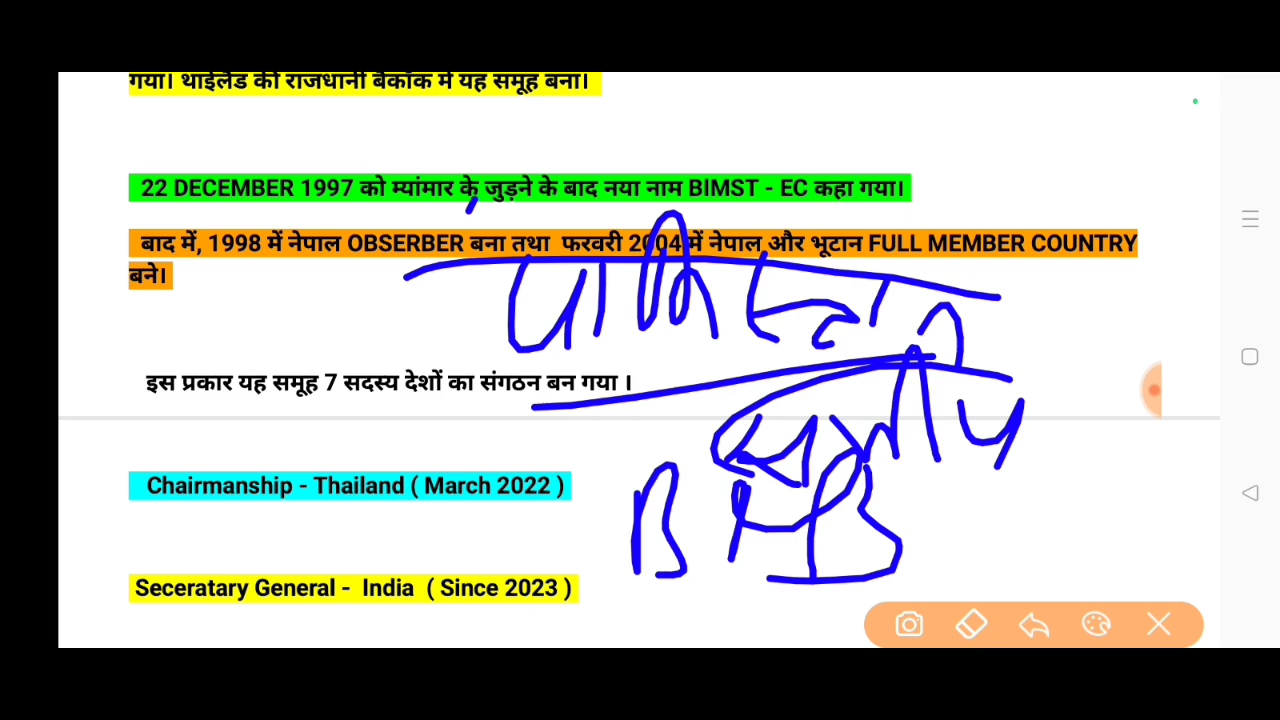 गया। थाईलैंड की राजधानी बैंकॉक में यह समूह बना।
22 DECEMBER 1997 को म्यांमार के जुड़ने के बाद नया नाम BIMST - EC कहा गया।
बाद में, 1998 में नेपाल OBSERBER बना तथा फरवरी 2004 में नेपाल और भूटान FULL MEMBER COUNTRY
बने।
पाकिस्तान
इस प्रकार यह समूह 7 सदस्य देशों का संगठन बन गया ।
Chairmanship - Thailand ( March 2022 )
Seceratary General - India ( Since 2023 )